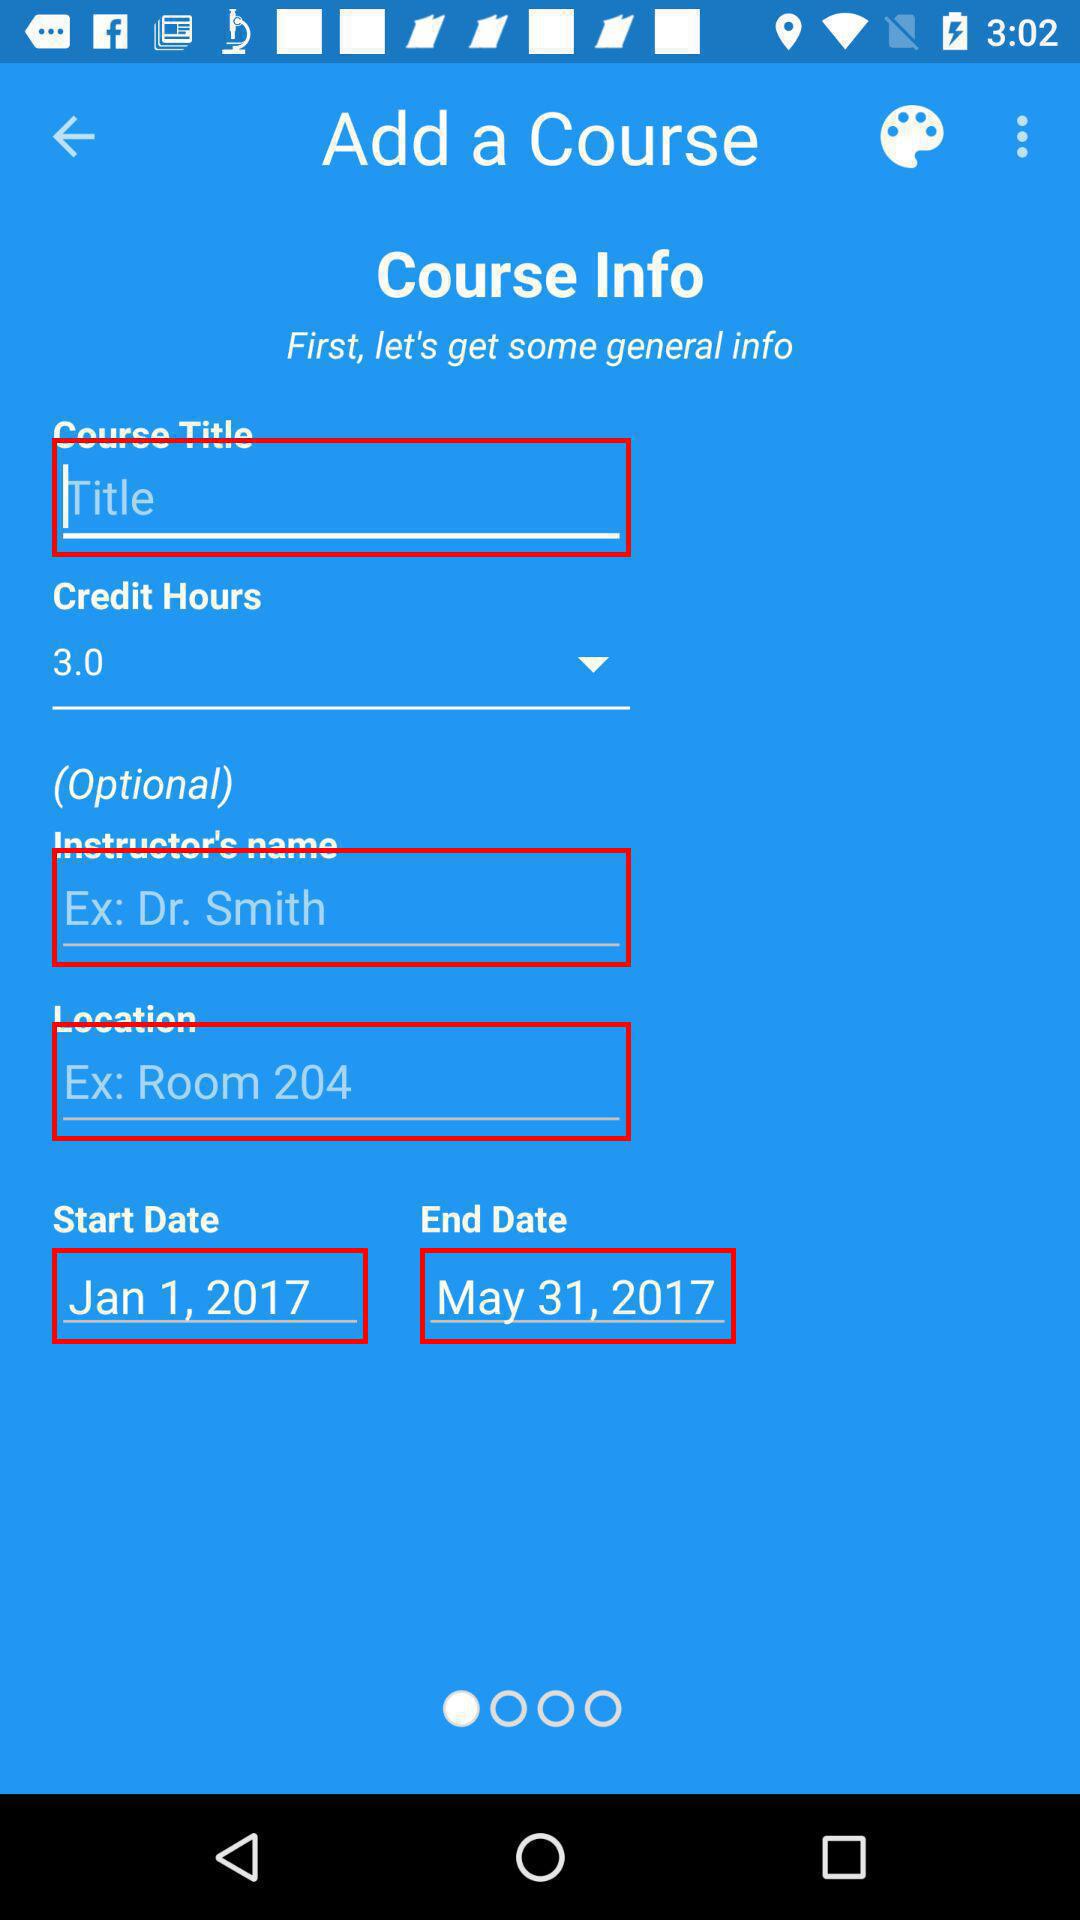 3:02
Add a Course
Course Info
First, let's get some general info
Course Title
Title
Credit Hours
3.0
(Optional)
Instructor's name
Ex: Dr. Smith
Location
Ex: Room 204
Start Date End Date
Jan 1, 2017 May 31, 2017